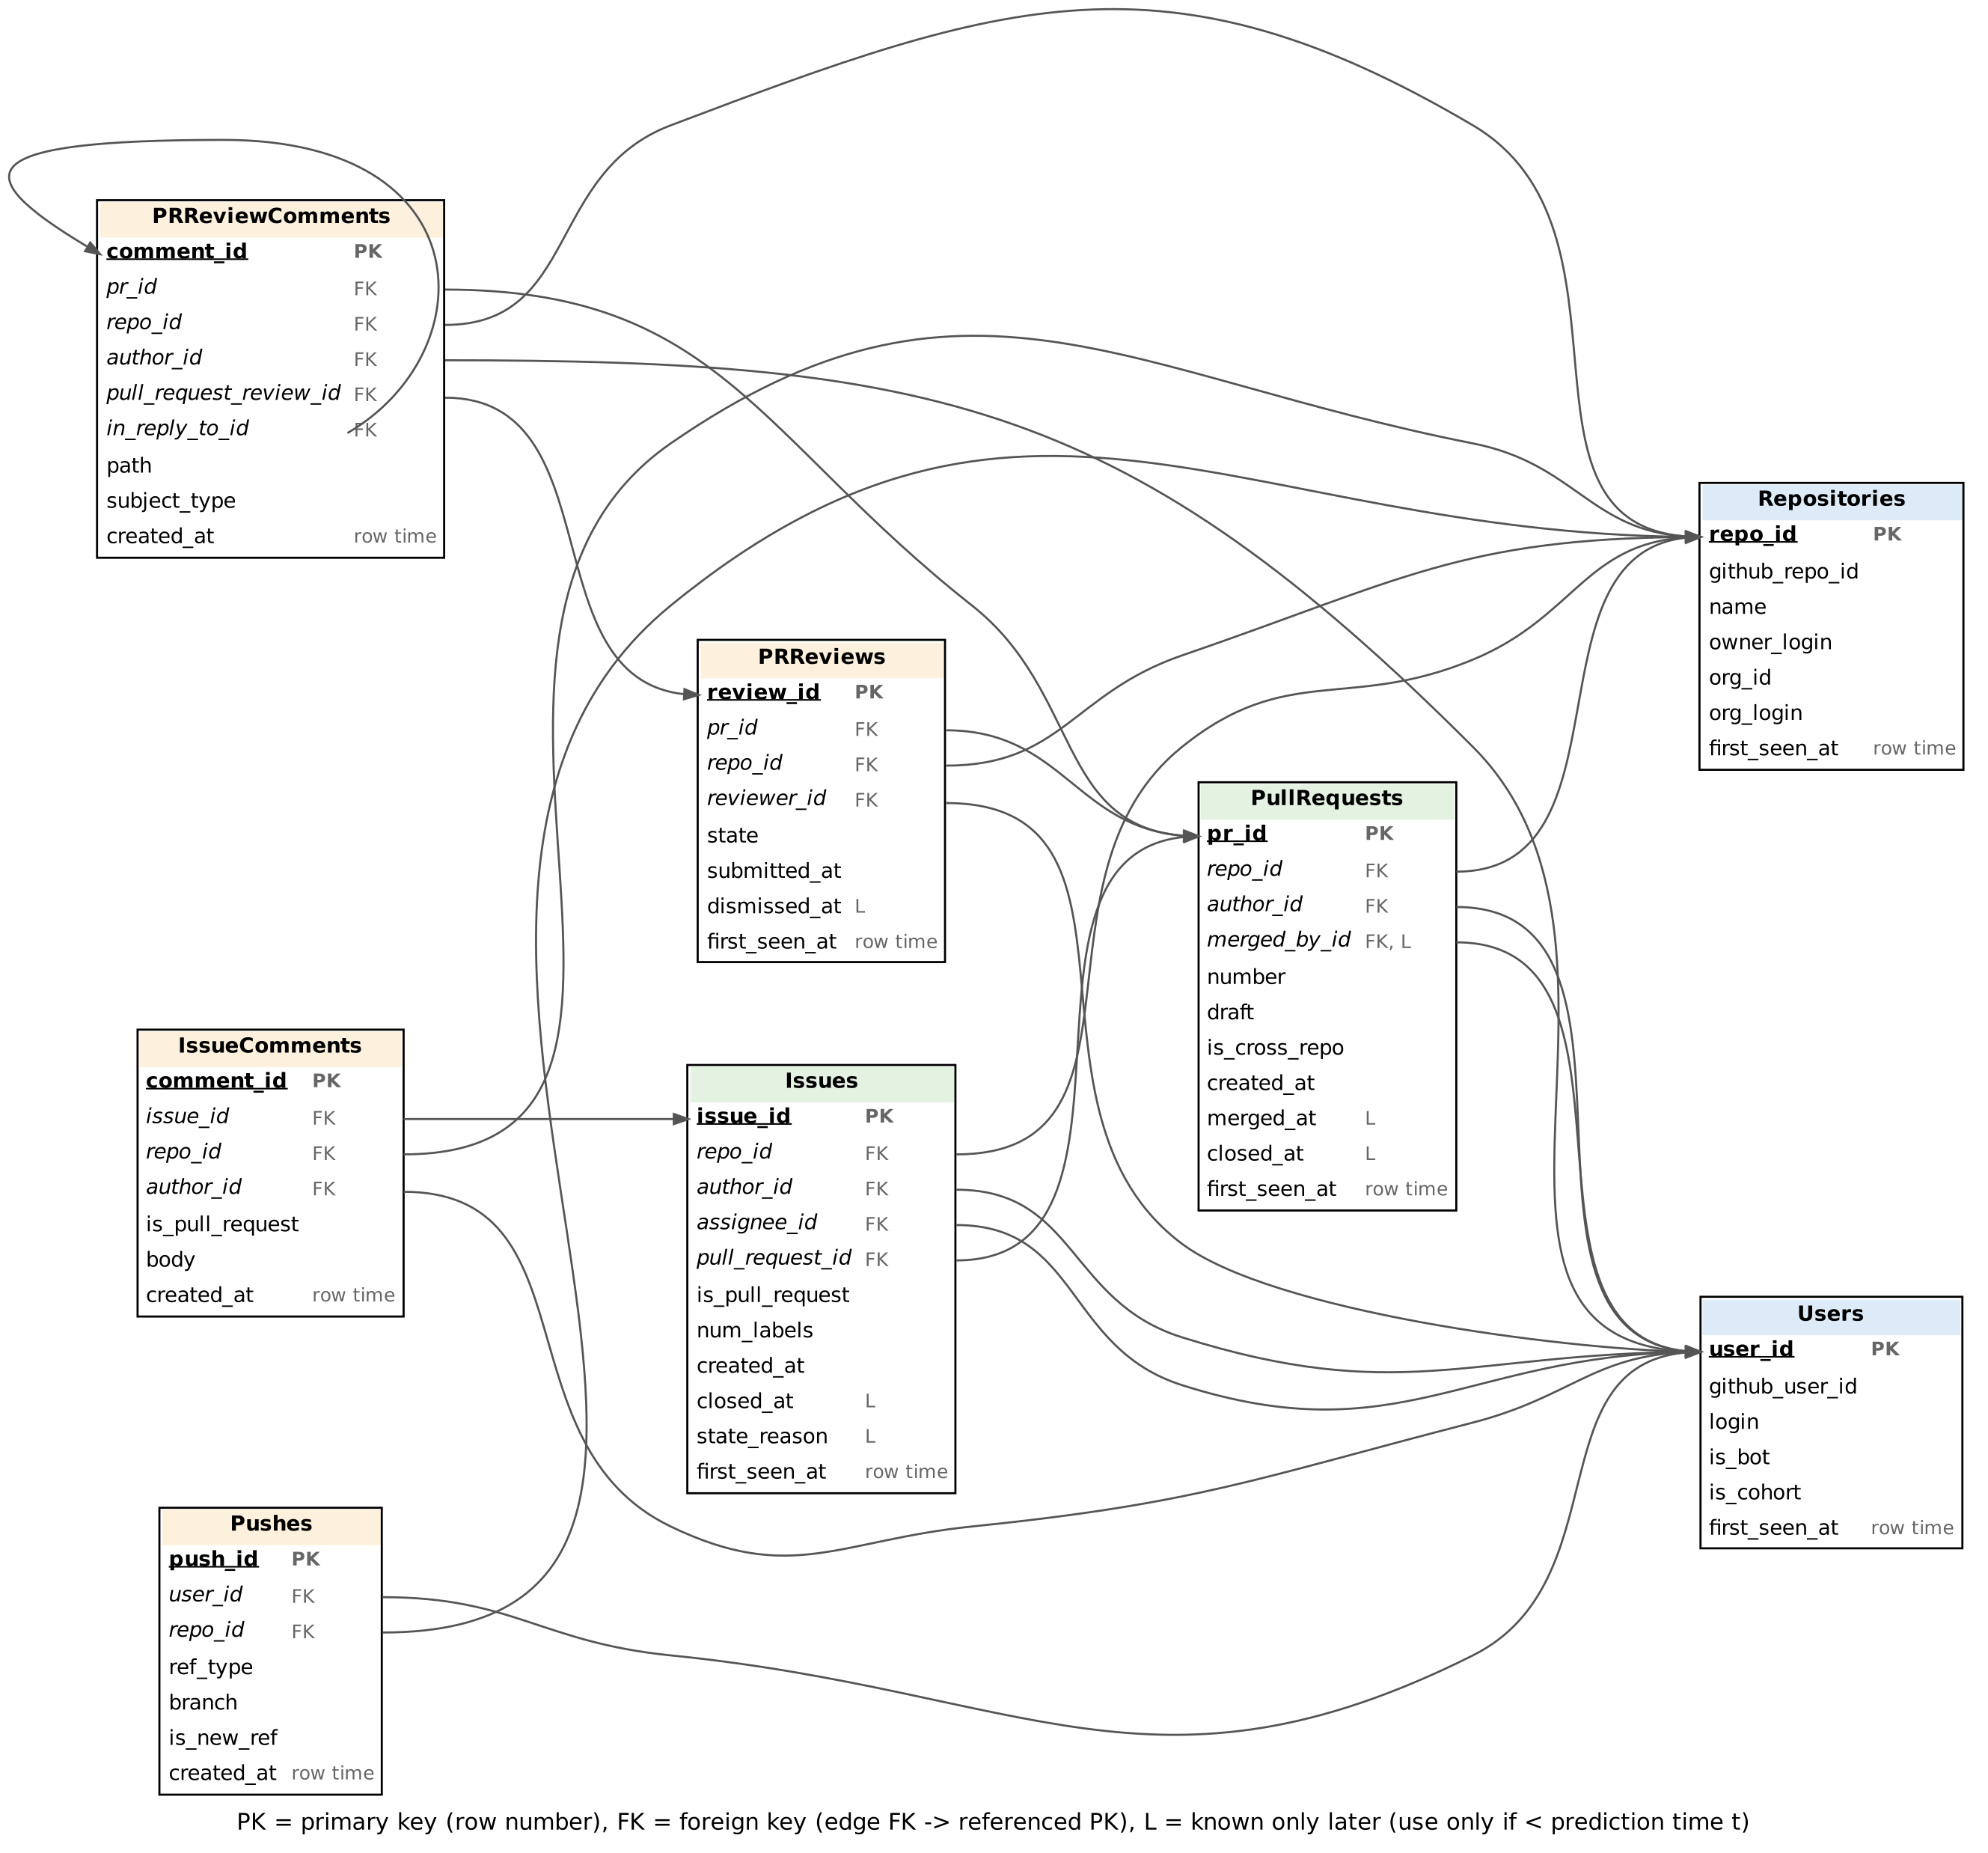 PRReviewComments
comment_id PK
pr_id FK
repo_id FK
author_id FK
pull_request_review_id FK
in_reply_to_id FK
path
subject_type
created_at row time
Repositories
repo_id PK
github_repo_id
name
owner_login
org_id
org_login
first_seen_at row time
PRReviews
review_id PK
pr_id FK
repo_id FK
reviewer_id FK
state
submitted_at
dismissed_at L
first_seen_at row time
PullRequests
pr_id PK
repo_id FK
author_id FK
merged_by_id FK, L
number
draft
is_cross_repo
created_at
merged_at L
closed_at L
first_seen_at row time
IssueComments
comment_id PK
issue_id FK
repo_id FK
author_id FK
is_pull_request
body
created_at row time
Issues
issue_id PK
repo_id FK
author_id FK
assignee_id FK
pull_request_id FK
is_pull_request
num_labels
created_at
closed_at L
state_reason L
first_seen_at row time
Users
user_id PK
github_user_id
login
is_bot
is_cohort
first_seen_at row time
Pushes
push_id PK
user_id FK
repo_id FK
ref_type
branch
is_new_ref
created_at row time
PK = primary key (row number), FK = foreign key (edge FK -> referenced PK), L = known only later (use only if < prediction time t)